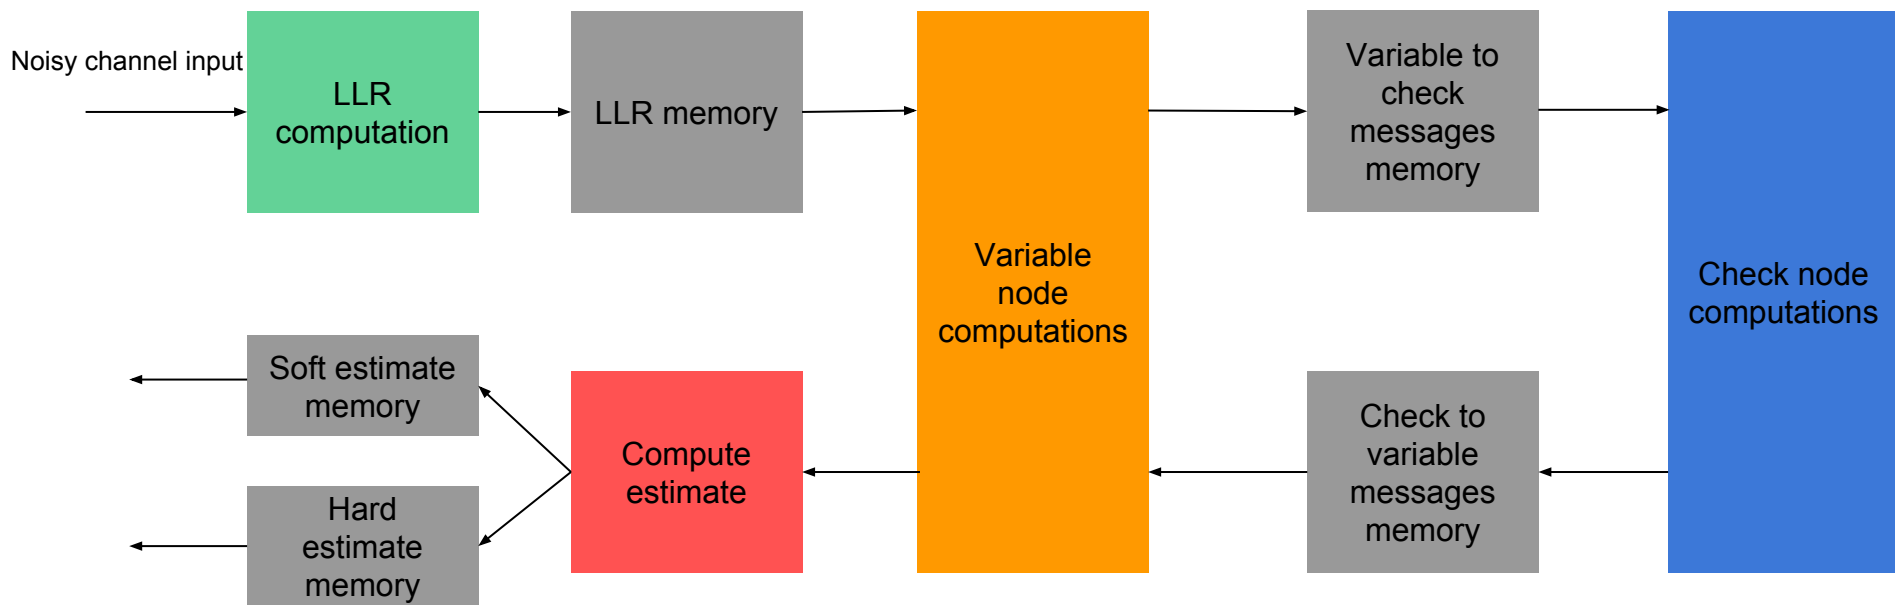 Noisy channel input
LLR
computation
LLR memory
Variable to
check
messages
memory
Variable
node
computations
Check node
computations
Soft estimate
memory
Compute
estimate
Check to
variable
messages
memory
Hard
estimate
memory